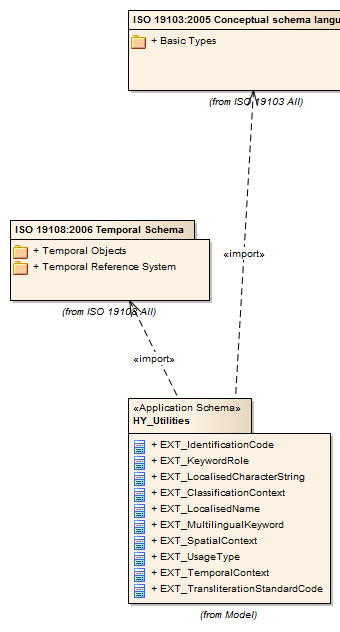 ISO 19103:2005 Conceptual schema langu
+ Basic Types
(from ISO 19103 All)
ISO 19108:2006 Temporal Schema
+ Temporal Objects
+ Temporal Reference System
«import»
(from ISO 19108 All)
«import»
«Application Schema»
HY_Utilities
+ EXT_IdentificationCode
+ EXT_KeywordRole
+ EXT_LocalisedCharacterString
+ EXT_ClassificationContext
+ EXT_LocalisedName
+ EXT_MultilingualKeyword
+ EXT_SpatialContext
+ EXT_UsageType
+ EXT_TemporalContext
+ EXT_TransliterationStandardCode
(from Model)